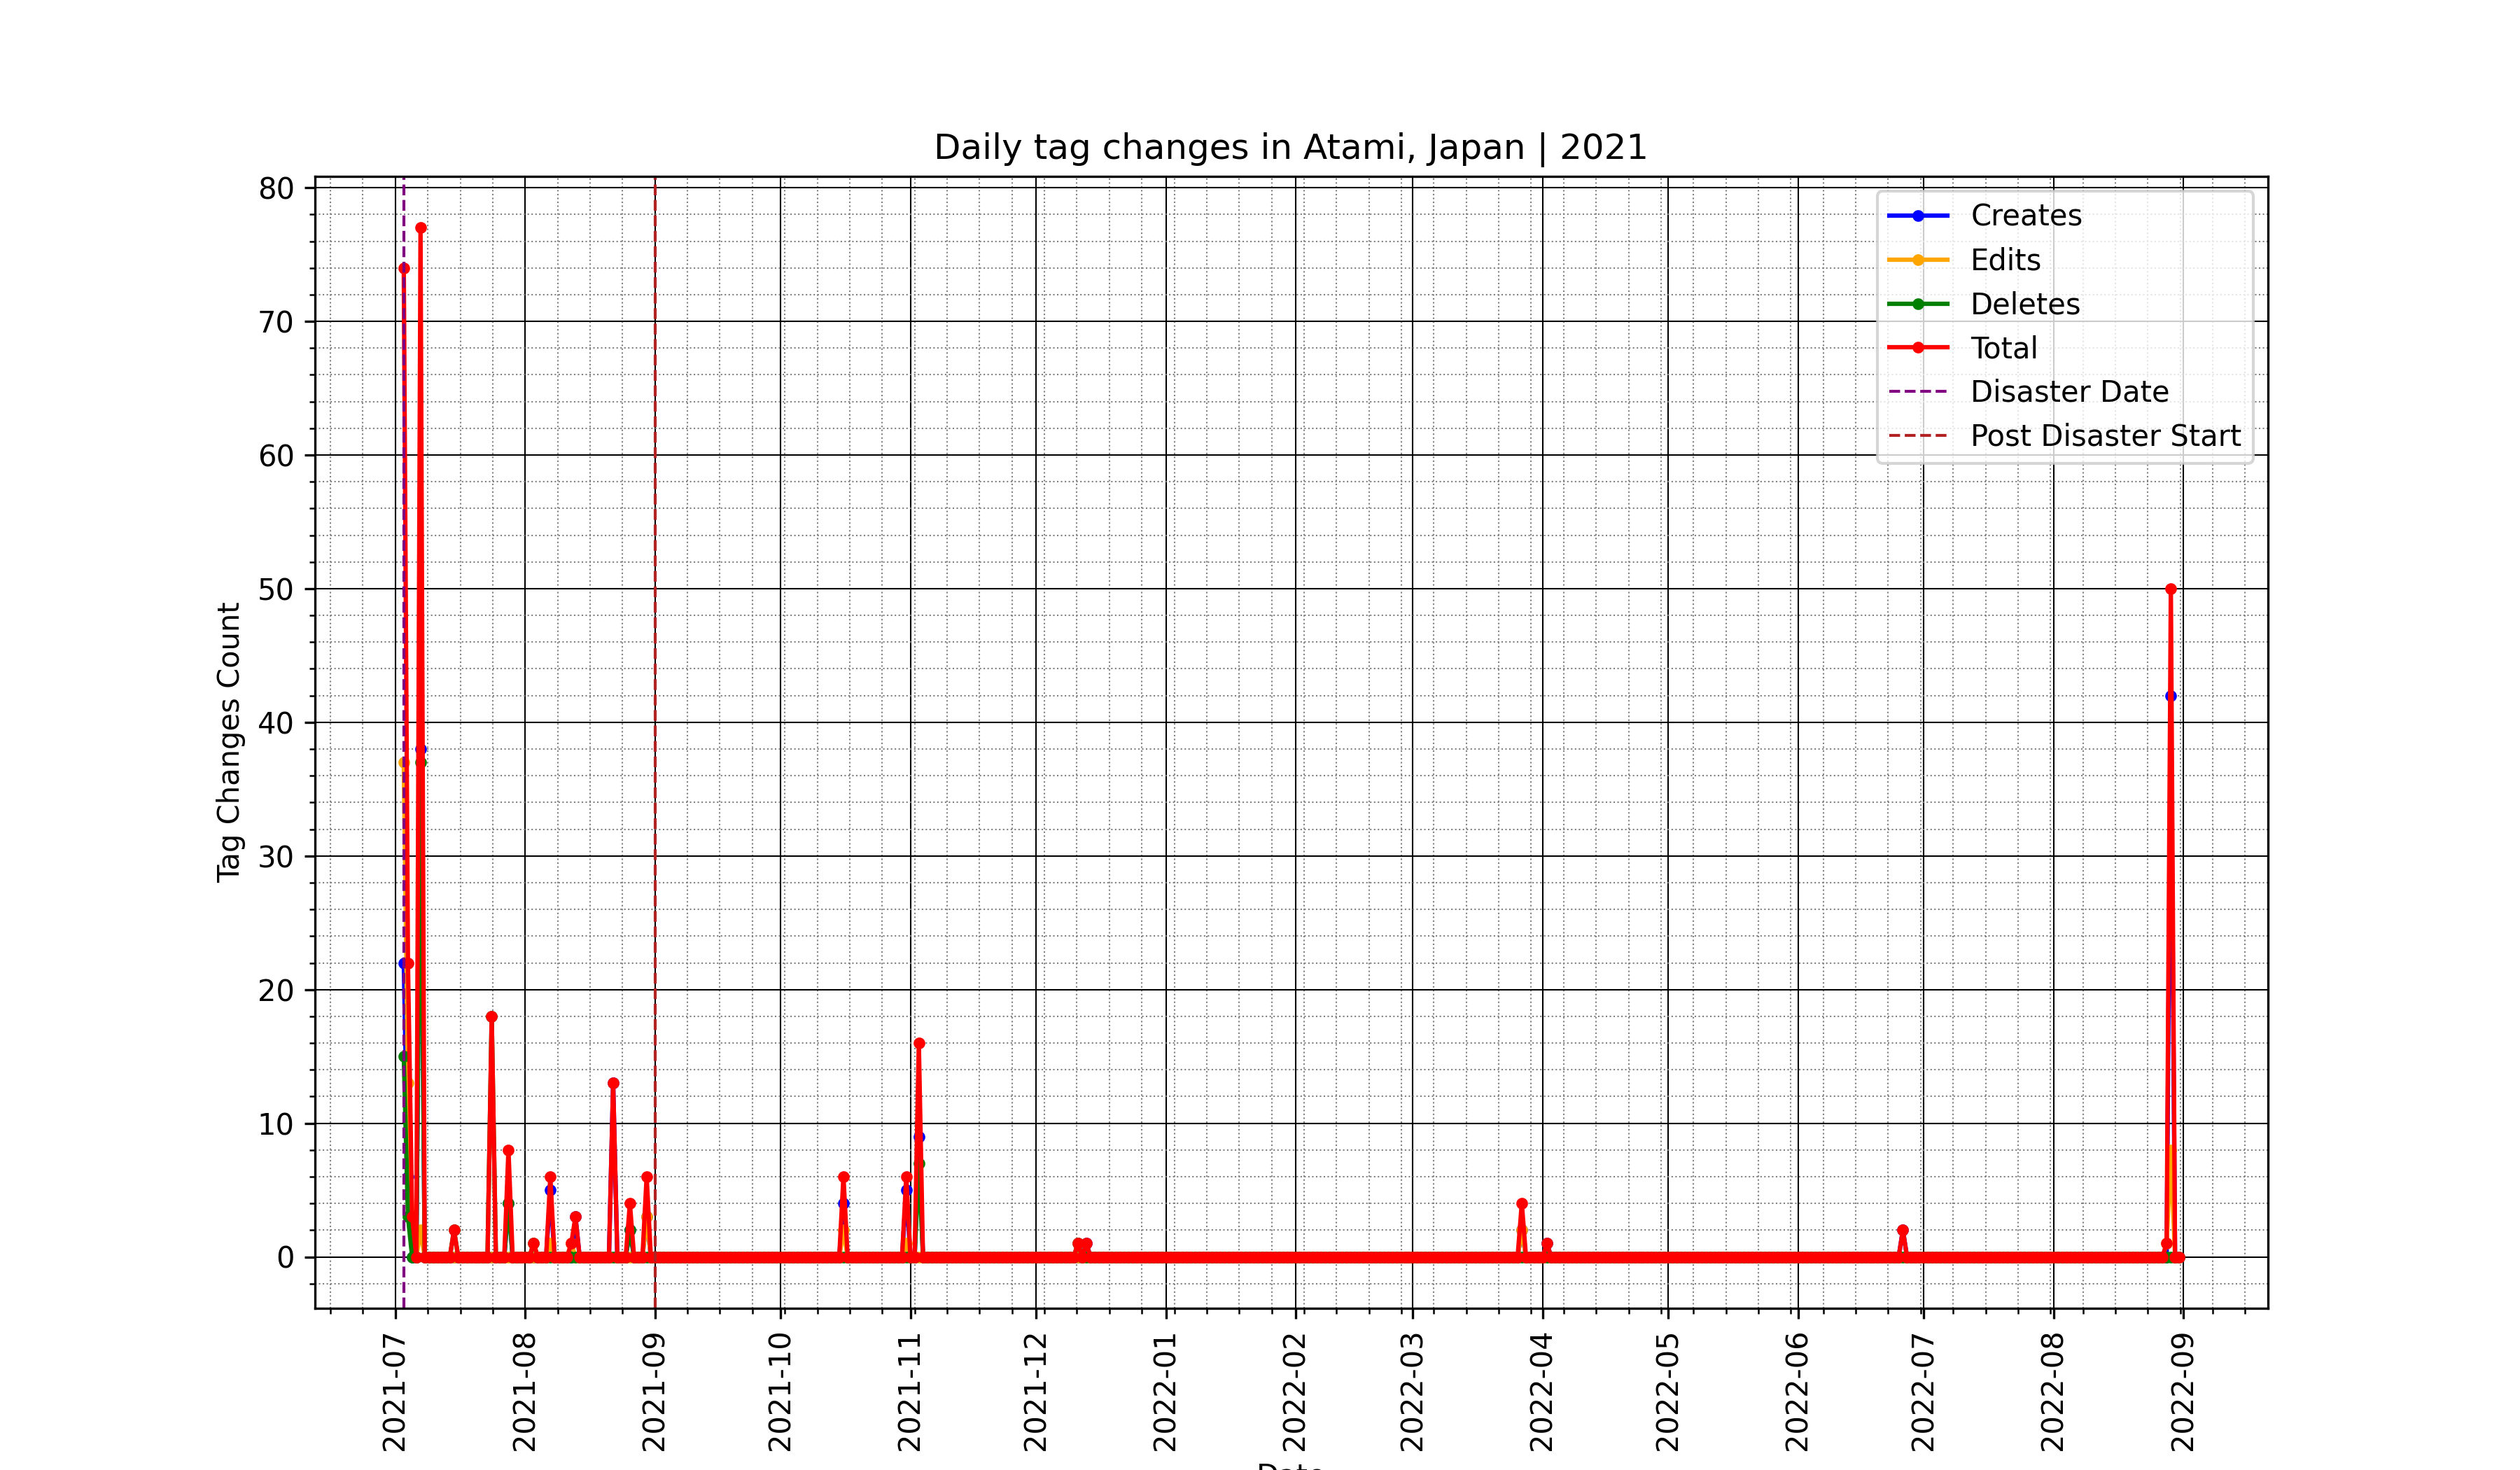 Daily tag changes in Atami, Japan | 2021
Tag Changes Count
80
70
60
50
40
30
20
10
0
Creates
Edits
Deletes
Total
Disaster Date
Post Disaster Start
2021-07
2021-08
2021-09
2021-10
2021-11
2021-12
2022-01
2022-02
2022-03
2022-04
2022-05
2022-06
2022-07
2022-08
2022-09
Date